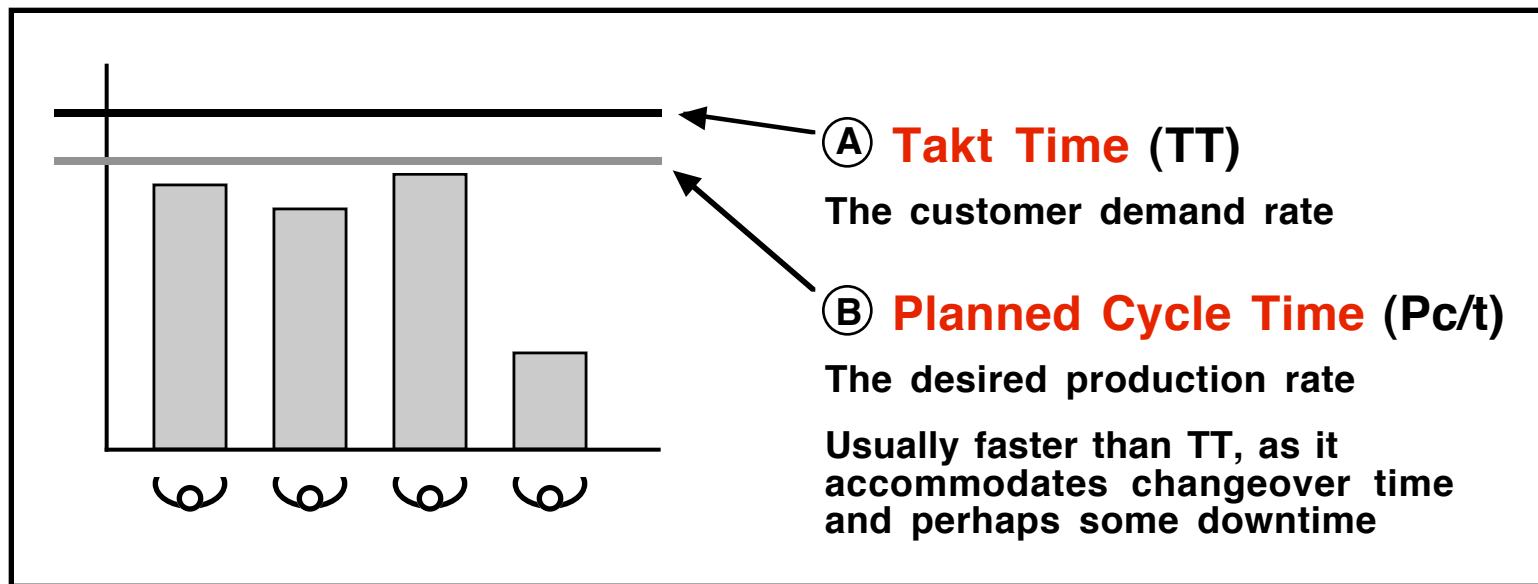 A Takt Time (TT)
The customer demand rate
B Planned Cycle Time (Pc/t)
The desired production rate
Usually faster than TT, as it
accommodates changeover time
and perhaps some downtime